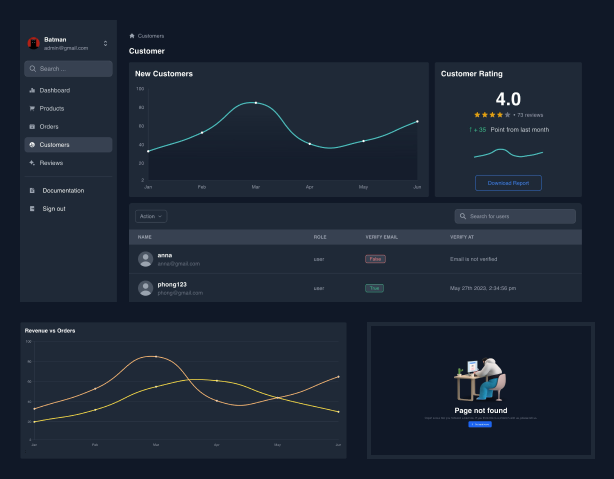 Batman
admin@gmail.com
Search ...
Dashboard
Products
Orders
Customers
Reviews
Documentation
Sign out
Customers
Customer
New Customers
100
80
60
40
20
0
Jan
Feb
Mar
Apr
May
Jun
Customer Rating
4.0
• 73 reviews
↑ + 35 Point from last month
Download Report
Action
Search for users
NAME ROLE VERIFY EMAIL VERIFY AT
anna
anna@gmail.com
user
False
Email is not verified
phong123
phong@gmail.com
user
True
May 27th 2023, 2:34:56 pm
Revenue vs Orders
100
80
60
40
20
0
Jan
Feb
Mar
Apr
May
Jun
Page not found